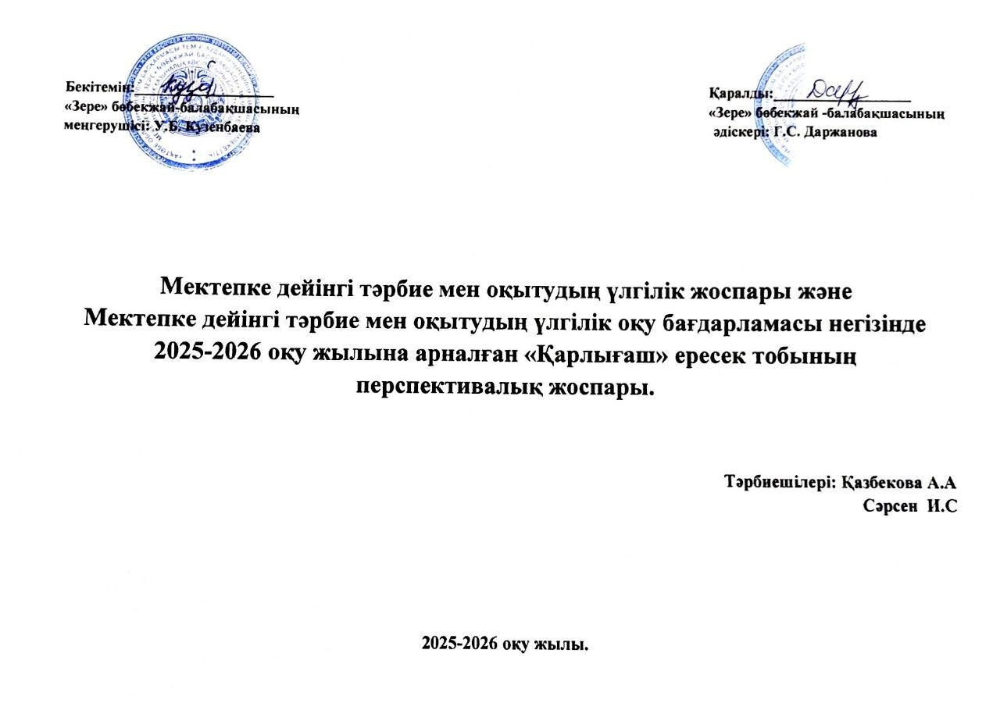 Бекітемін:
«Зере» бөбекжай-балабақшасының
меңгерушісі: У.Б. Күзенбаева
Қаралды:
«Зере» бөбекжай -балабақшасының
әдіскері: Г.С. Даржанова
Мектепке дейінгі тәрбие мен оқытудың үлгілік жоспары және
Мектепке дейінгі тәрбие мен оқытудың үлгілік оқу бағдарламасы негізінде
2025-2026 оқу жылына арналған «Қарлығаш» ересек тобының
перспективалық жоспары.
Тәрбиешілері: Қазбекова А.А
Сәрсен И.С
2025-2026 оқу жылы.